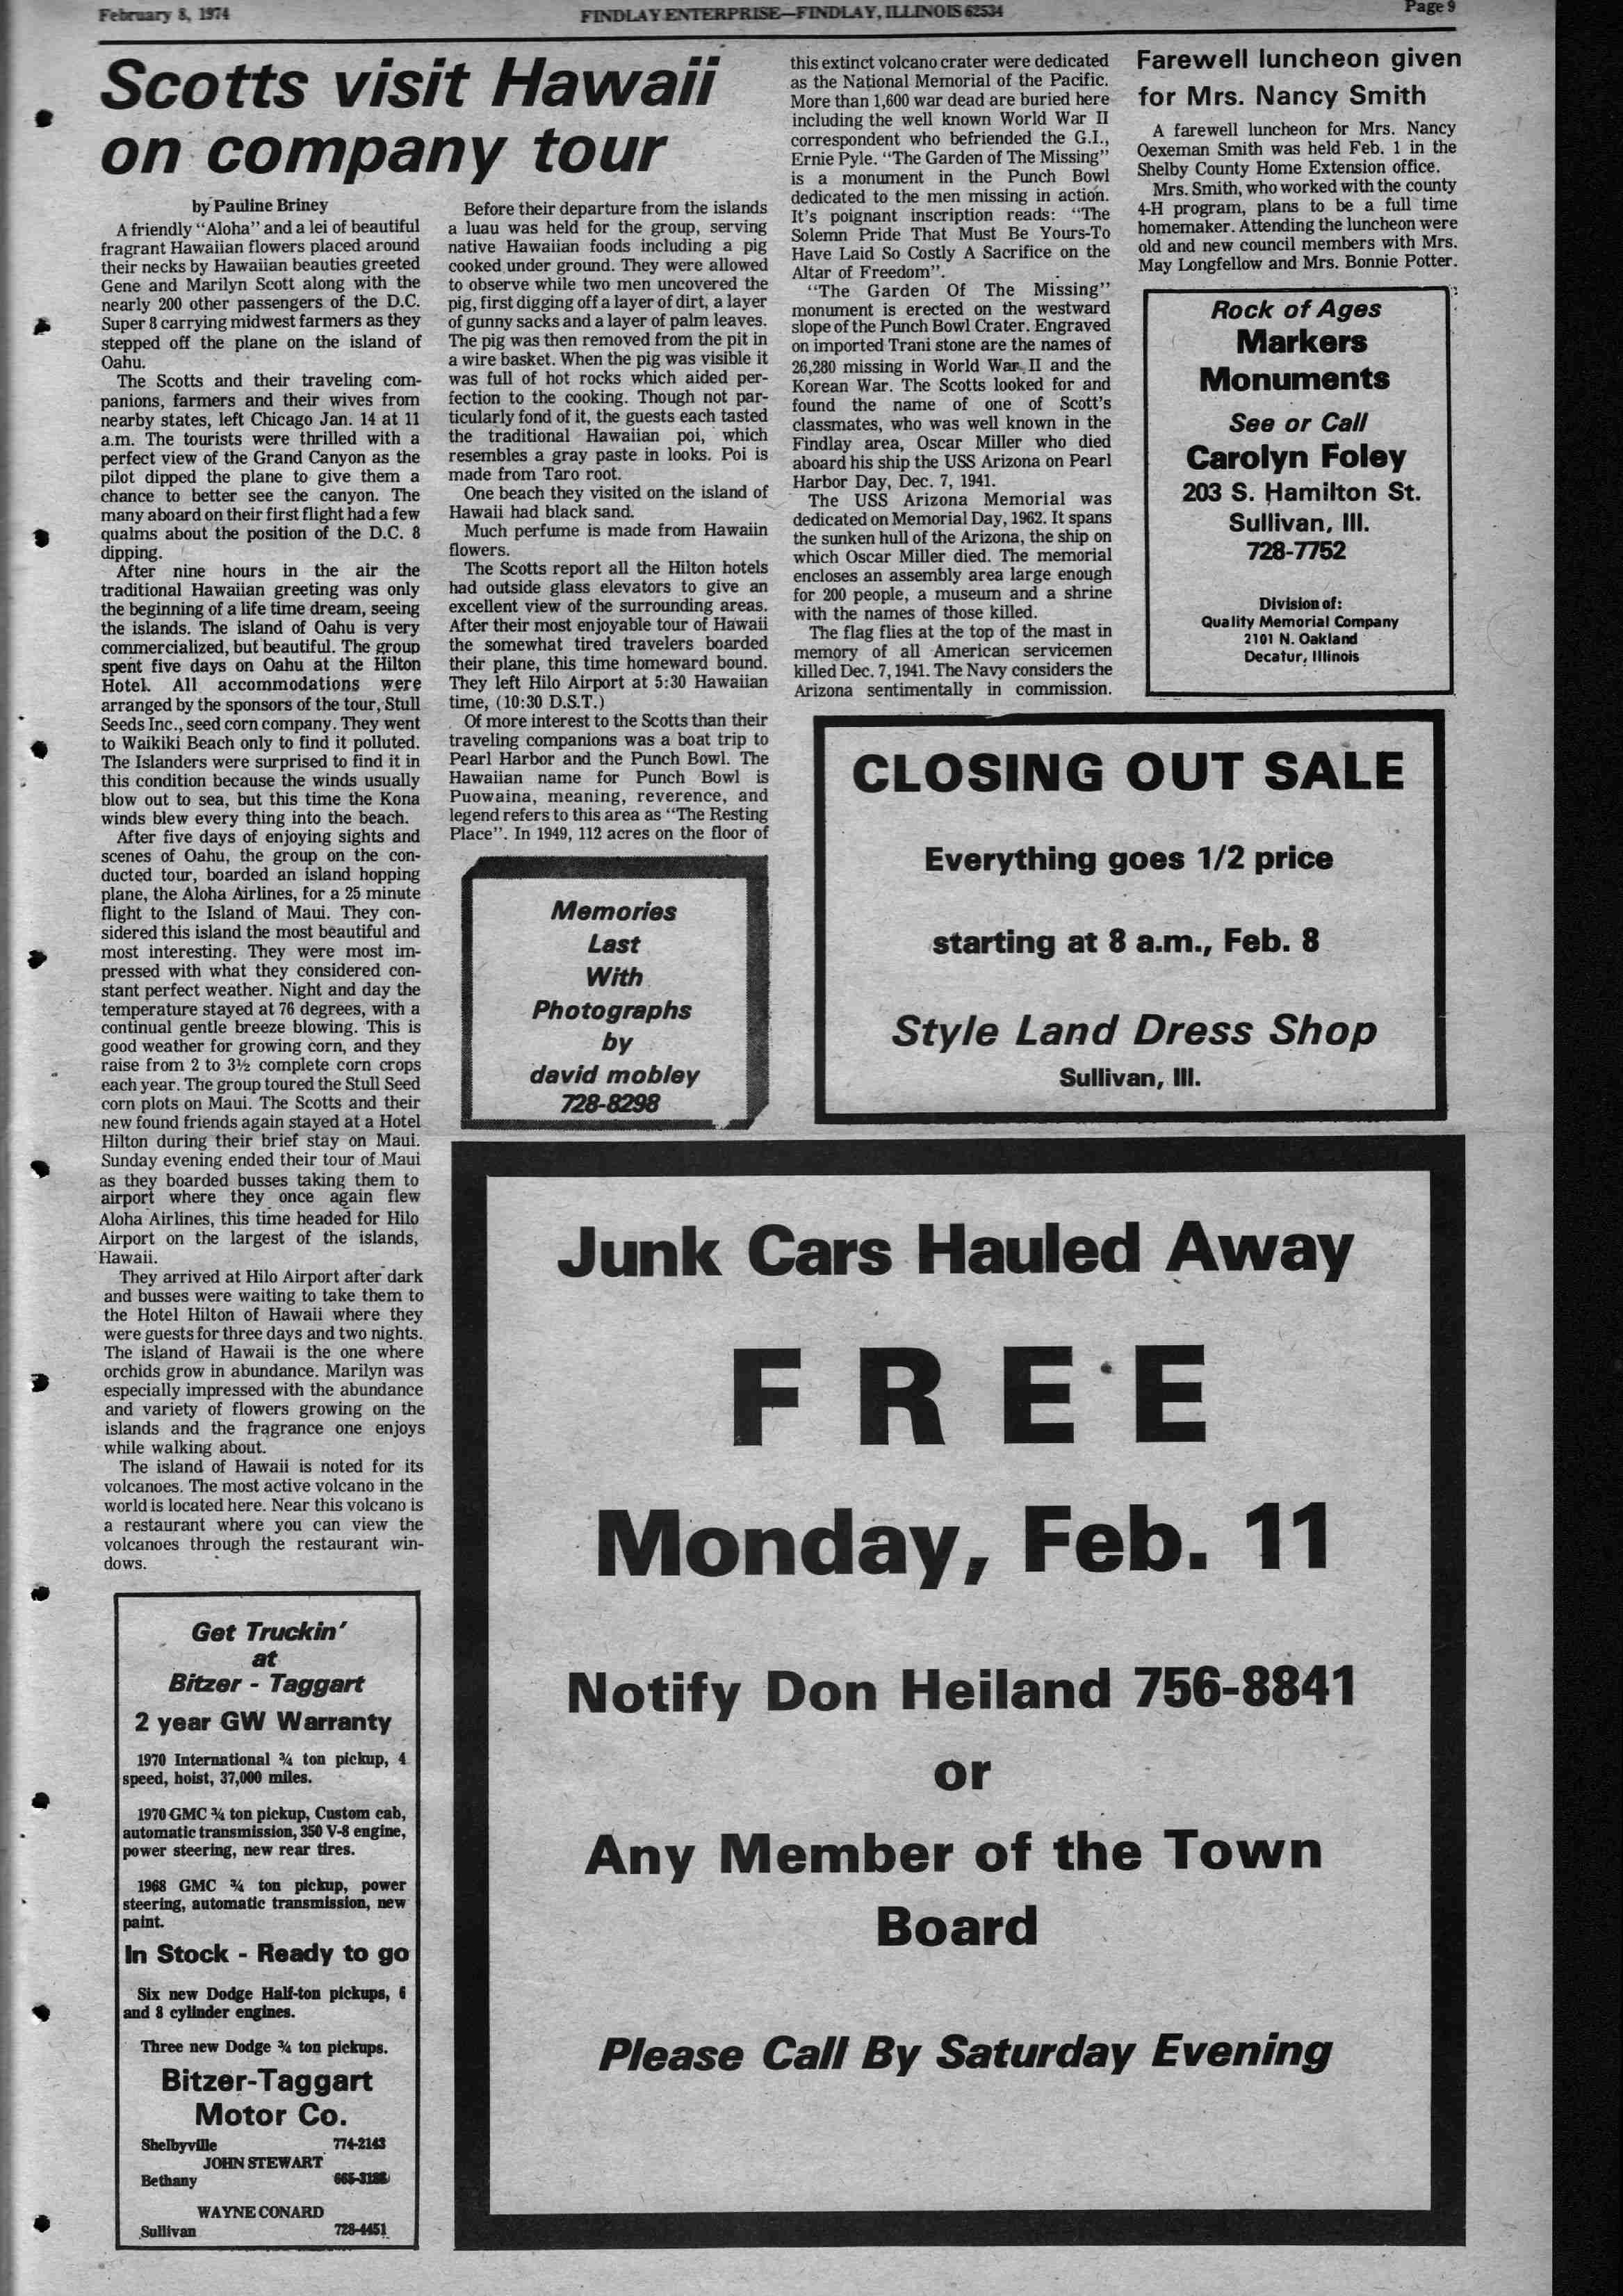 February 8, 1974
FINDLAY ENTERPRISE—FINDLAY, ILLINOIS 62534
Page 9
Scotts visit Hawaii
on company tour
by Pauline Briney
A friendly "Aloha" and a lei of beautiful
fragrant Hawaiian flowers placed around
their necks by Hawaiian beauties greeted
Gene and Marilyn Scott along with the
nearly 200 other passengers of the D.C.
Super 8 carrying midwest farmers as they
stepped off the plane on the island of
Oahu.
The Scotts and their traveling com-
panions, farmers and their wives from
nearby states, left Chicago Jan. 14 at 11
a.m. The tourists were thrilled with a
perfect view of the Grand Canyon as the
pilot dipped the plane to give them a
chance to better see the canyon. The
many aboard on their first flight had a few
qualms about the position of the D.C. 8
dipping.
After nine hours in the air the
traditional Hawaiian greeting was only
the beginning of a life time dream, seeing
the islands. The island of Oahu is very
commercialized, but beautiful. The group
spent five days on Oahu at the Hilton
Hotel. All accommodations were
arranged by the sponsors of the tour, Stull
Seeds Inc., seed corn company. They went
to Waikiki Beach only to find it polluted.
The Islanders were surprised to find it in
this condition because the winds usually
blow out to sea, but this time the Kona
winds blew every thing into the beach.
After five days of enjoying sights and
scenes of Oahu, the group on the con-
ducted tour, boarded an island hopping
plane, the Aloha Airlines, for a 25 minute
flight to the Island of Maui. They con-
sidered this island the most beautiful and
most interesting. They were most im-
pressed with what they considered con-
stant perfect weather. Night and day the
temperature stayed at 76 degrees, with a
continual gentle breeze blowing. This is
good weather for growing corn, and they
raise from 2 to 3½ complete corn crops
each year. The group toured the Stull Seed
corn plots on Maui. The Scotts and their
new found friends again stayed at a Hotel
Hilton during their brief stay on Maui.
Sunday evening ended their tour of Maui
as they boarded busses taking them to
airport where they once again flew
Aloha Airlines, this time headed for Hilo
Airport on the largest of the islands,
Hawaii.
They arrived at Hilo Airport after dark
and busses were waiting to take them to
the Hotel Hilton of Hawaii where they
were guests for three days and two nights.
The island of Hawaii is the one where
orchids grow in abundance. Marilyn was
especially impressed with the abundance
and variety of flowers growing on the
islands and the fragrance one enjoys
while walking about.
The island of Hawaii is noted for its
volcanoes. The most active volcano in the
world is located here. Near this volcano is
a restaurant where you can view the
volcanoes through the restaurant win-
dows.
Before their departure from the islands
a luau was held for the group, serving
native Hawaiian foods including a pig
cooked under ground. They were allowed
to observe while two men uncovered the
pig, first digging off a layer of dirt, a layer
of gunny sacks and a layer of palm leaves.
The pig was then removed from the pit in
a wire basket. When the pig was visible it
was full of hot rocks which aided per-
fection to the cooking. Though not par-
ticularly fond of it, the guests each tasted
the traditional Hawaiian poi, which
resembles a gray paste in looks. Poi is
made from Taro root.
One beach they visited on the island of
Hawaii had black sand.
Much perfume is made from Hawaiin
flowers.
The Scotts report all the Hilton hotels
had outside glass elevators to give an
excellent view of the surrounding areas.
After their most enjoyable tour of Hawaii
the somewhat tired travelers boarded
their plane, this time homeward bound.
They left Hilo Airport at 5:30 Hawaiian
time, (10:30 D.S.T.)
Of more interest to the Scotts than their
traveling companions was a boat trip to
Pearl Harbor and the Punch Bowl. The
Hawaiian name for Punch Bowl is
Puowaina, meaning, reverence, and
legend refers to this area as "The Resting
Place". In 1949, 112 acres on the floor of
this extinct volcano crater were dedicated
as the National Memorial of the Pacific.
More than 1,600 war dead are buried here
including the well known World War II
correspondent who befriended the G.I.,
Ernie Pyle. "The Garden of The Missing"
is a monument in the Punch Bowl
dedicated to the men missing in action.
It's poignant inscription reads: "The
Solemn Pride That Must Be Yours-To
Have Laid So Costly A Sacrifice on the
Altar of Freedom".
"The Garden Of The Missing"
monument is erected on the westward
slope of the Punch Bowl Crater. Engraved
on imported Trani stone are the names of
26,280 missing in World War II and the
Korean War. The Scotts looked for and
found the name of one of Scott's
classmates, who was well known in the
Findlay area, Oscar Miller who died
aboard his ship the USS Arizona on Pearl
Harbor Day, Dec. 7, 1941.
The USS Arizona Memorial was
dedicated on Memorial Day, 1962. It spans
the sunken hull of the Arizona, the ship on
which Oscar Miller died. The memorial
encloses an assembly area large enough
for 200 people, a museum and a shrine
with the names of those killed.
The flag flies at the top of the mast in
memory of all American servicemen
killed Dec. 7, 1941. The Navy considers the
Arizona sentimentally in commission.
Farewell luncheon given
for Mrs. Nancy Smith
A farewell luncheon for Mrs. Nancy
Oexeman Smith was held Feb. 1 in the
Shelby County Home Extension office.
Mrs. Smith, who worked with the county
4-H program, plans to be a full time
homemaker. Attending the luncheon were
old and new council members with Mrs.
May Longfellow and Mrs. Bonnie Potter.
Rock of Ages
Markers
Monuments
See or Call
Carolyn Foley
203 S. Hamilton St.
Sullivan, Ill.
728-7752
Division of:
Quality Memorial Company
2101 N. Oakland
Decatur, Illinois
CLOSING OUT SALE
Everything goes 1/2 price
starting at 8 a.m., Feb. 8
Style Land Dress Shop
Sullivan, Ill.
Memories
Last
With
Photographs
by
david mobley
728-8298
Junk Cars Hauled Away
FREE
Monday, Feb. 11
Notify Don Heiland 756-8841
or
Any Member of the Town
Board
Please Call By Saturday Evening
Get Truckin'
at
Bitzer - Taggart
2 year GW Warranty
1970 International ¾ ton pickup, 4
speed, hoist, 37,000 miles.
1970 GMC ¾ ton pickup, Custom cab,
automatic transmission, 350 V-8 engine,
power steering, new rear tires.
1968 GMC ¾ ton pickup, power
steering, automatic transmission, new
paint.
In Stock - Ready to go
Six new Dodge Half-ton pickups, 6
and 8 cylinder engines.
Three new Dodge ¾ ton pickups.
Bitzer-Taggart
Motor Co.
Shelbyville 774-2143
JOHN STEWART
Bethany
WAYNE CONARD
Sullivan 728-4451